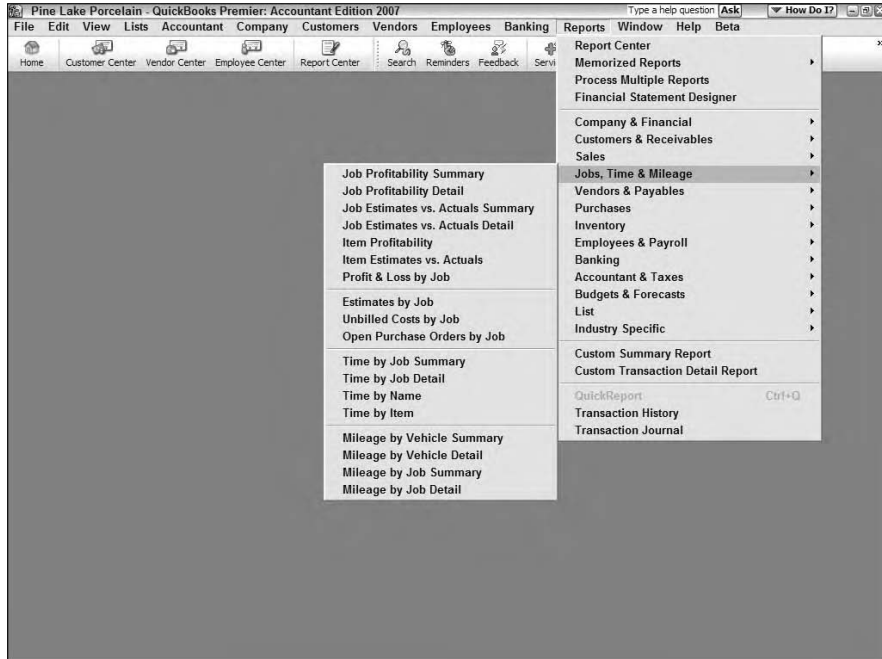 Pine Lake Porcelain - QuickBooks Premier: Accountant Edition 2007
Type a help question Ask How Do I?
File Edit View Lists Accountant Company Customers Vendors Employees Banking Reports Window Help Beta
Home Customer Center Vendor Center Employee Center Report Center Search Reminders Feedback Servi
Report Center
Memorized Reports
Process Multiple Reports
Financial Statement Designer
Company & Financial
Customers & Receivables
Sales
Jobs, Time & Mileage
Vendors & Payables
Purchases
Inventory
Employees & Payroll
Banking
Accountant & Taxes
Budgets & Forecasts
List
Industry Specific
Custom Summary Report
Custom Transaction Detail Report
QuickReport Ctrl+Q
Transaction History
Transaction Journal
Job Profitability Summary
Job Profitability Detail
Job Estimates vs. Actuals Summary
Job Estimates vs. Actuals Detail
Item Profitability
Item Estimates vs. Actuals
Profit & Loss by Job
Estimates by Job
Unbilled Costs by Job
Open Purchase Orders by Job
Time by Job Summary
Time by Job Detail
Time by Name
Time by Item
Mileage by Vehicle Summary
Mileage by Vehicle Detail
Mileage by Job Summary
Mileage by Job Detail